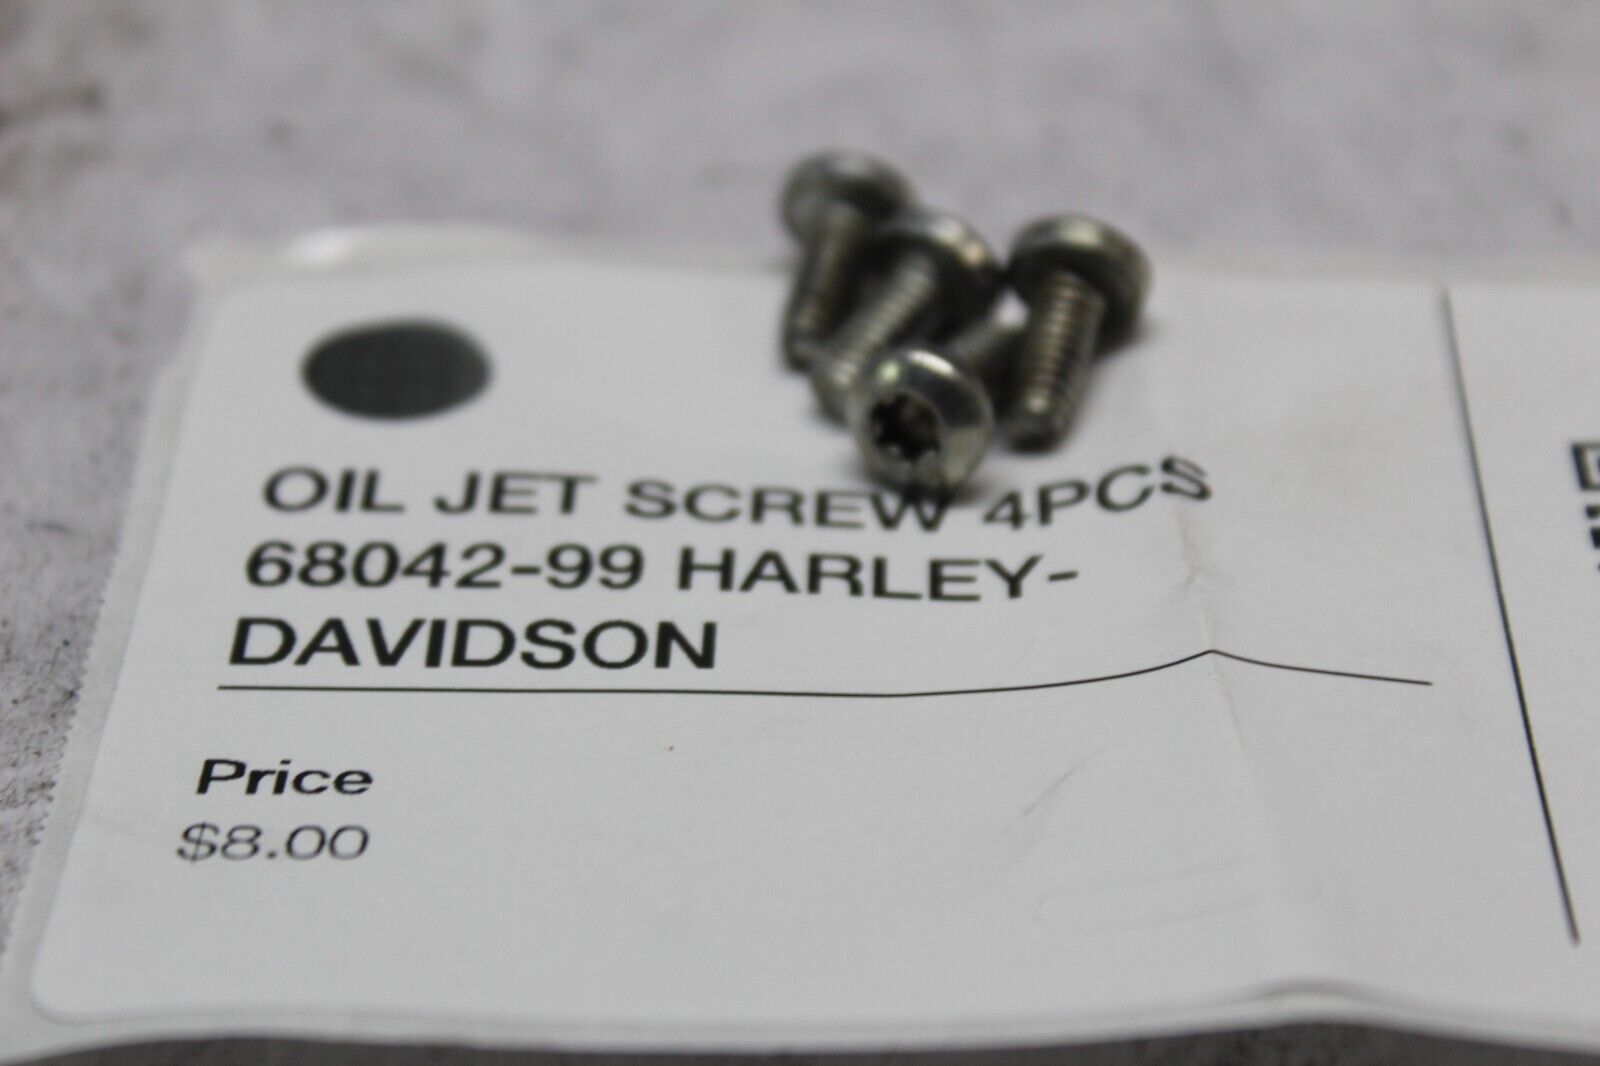 OIL JET SCREW 4PCS
68042-99 HARLEY-
DAVIDSON
Price
$8.00